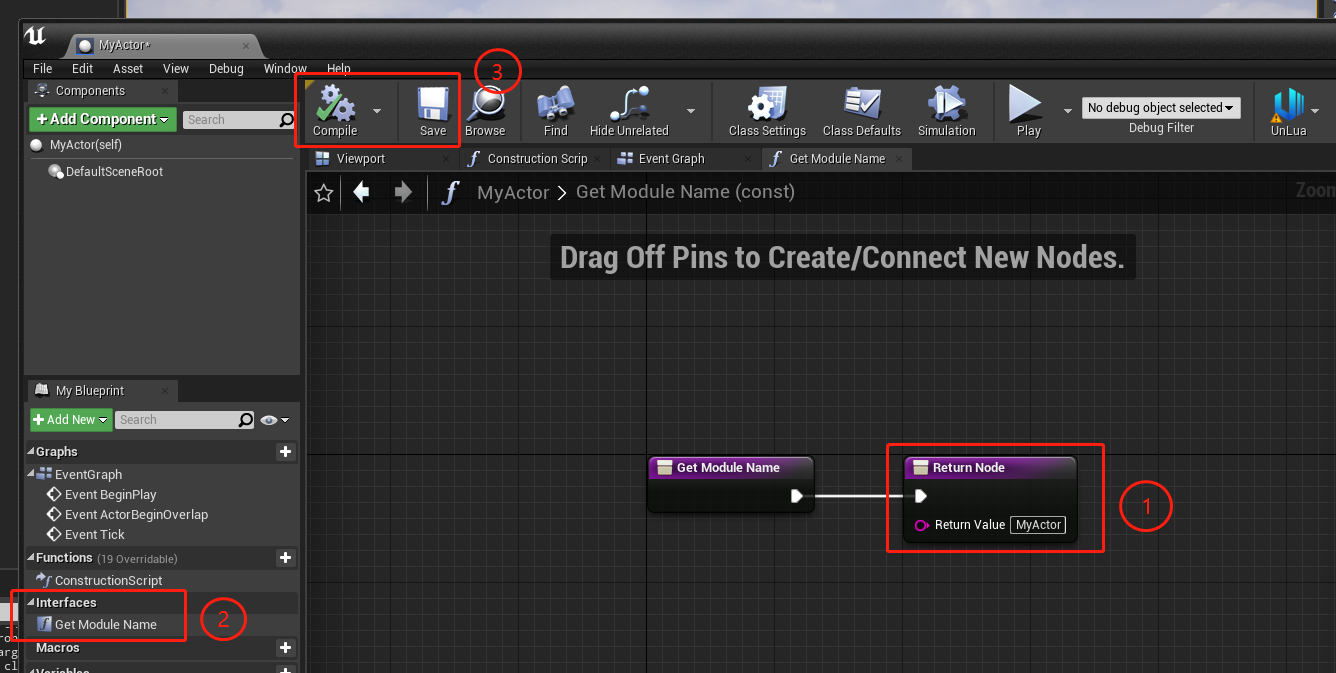 MyActor*
File Edit Asset View Debug Window Help
Components
+ Add Component Search
MyActor(self)
DefaultSceneRoot
Compile Save Browse Find Hide Unrelated Class Settings Class Defaults Simulation Play
No debug object selected
Debug Filter
UnLua
3
Viewport Construction Scrip Event Graph Get Module Name
MyActor > Get Module Name (const)
Zoom
Drag Off Pins to Create/Connect New Nodes.
My Blueprint
+ Add New Search
Graphs
EventGraph
Event BeginPlay
Event ActorBeginOverlap
Event Tick
Functions (19 Overridable)
ConstructionScript
Interfaces
Get Module Name
2
Macros
Variables
Get Module Name
Return Node
Return Value MyActor
1